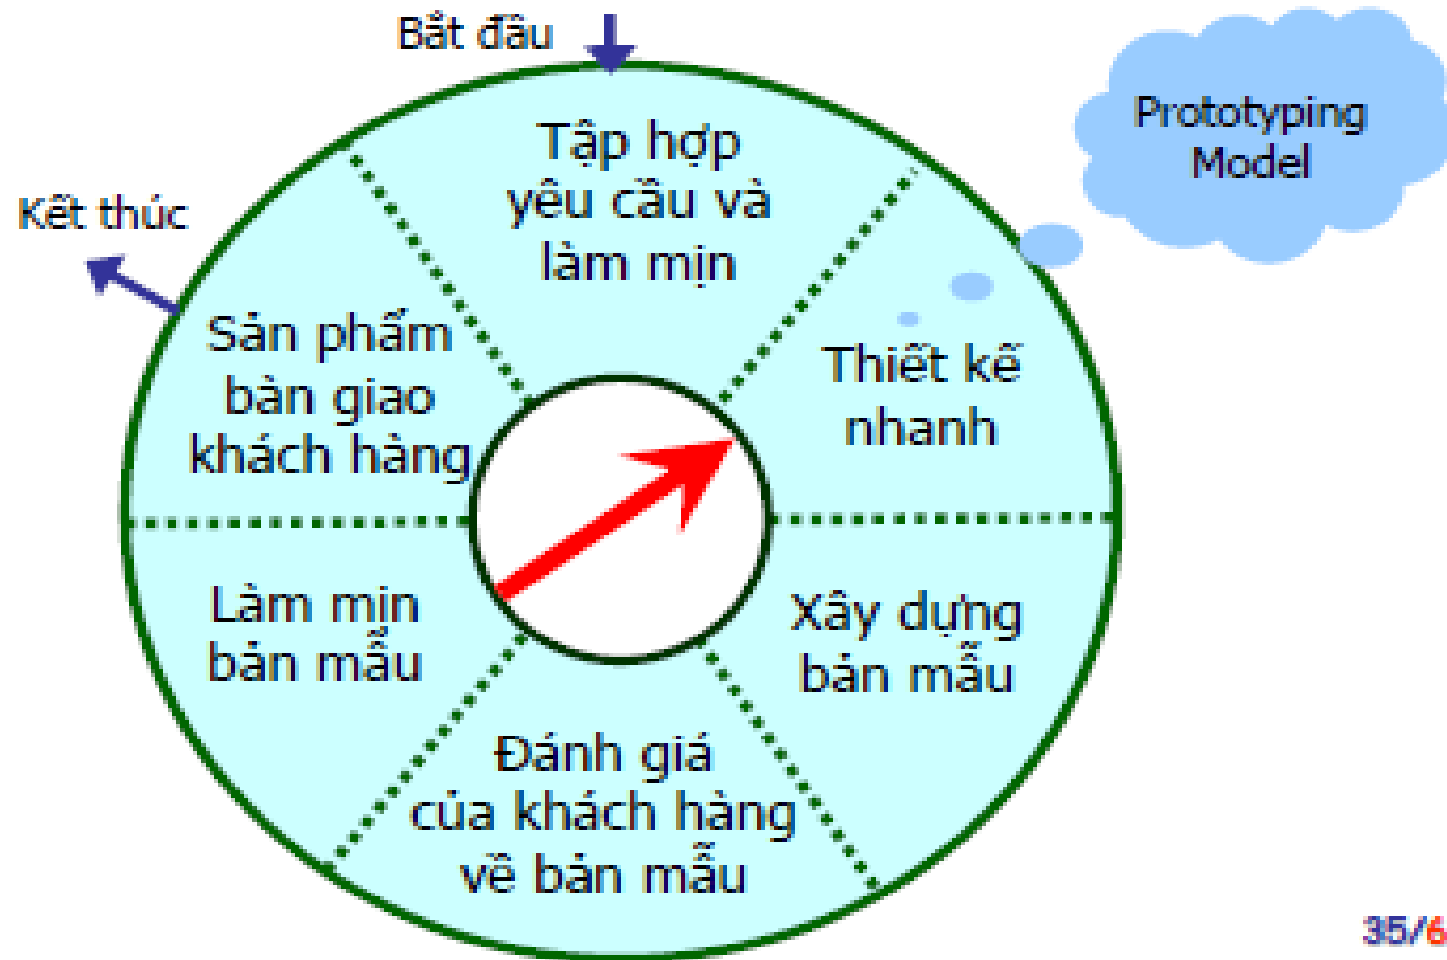 Bắt đầu
Prototyping
Model
Tập hợp
yêu cầu và
làm mịn
Kết thúc
Sản phẩm
bàn giao
khách hàng
Thiết kế
nhanh
Làm mịn
bản mẫu
Xây dựng
bản mẫu
Đánh giá
của khách hàng
về bản mẫu
35/6